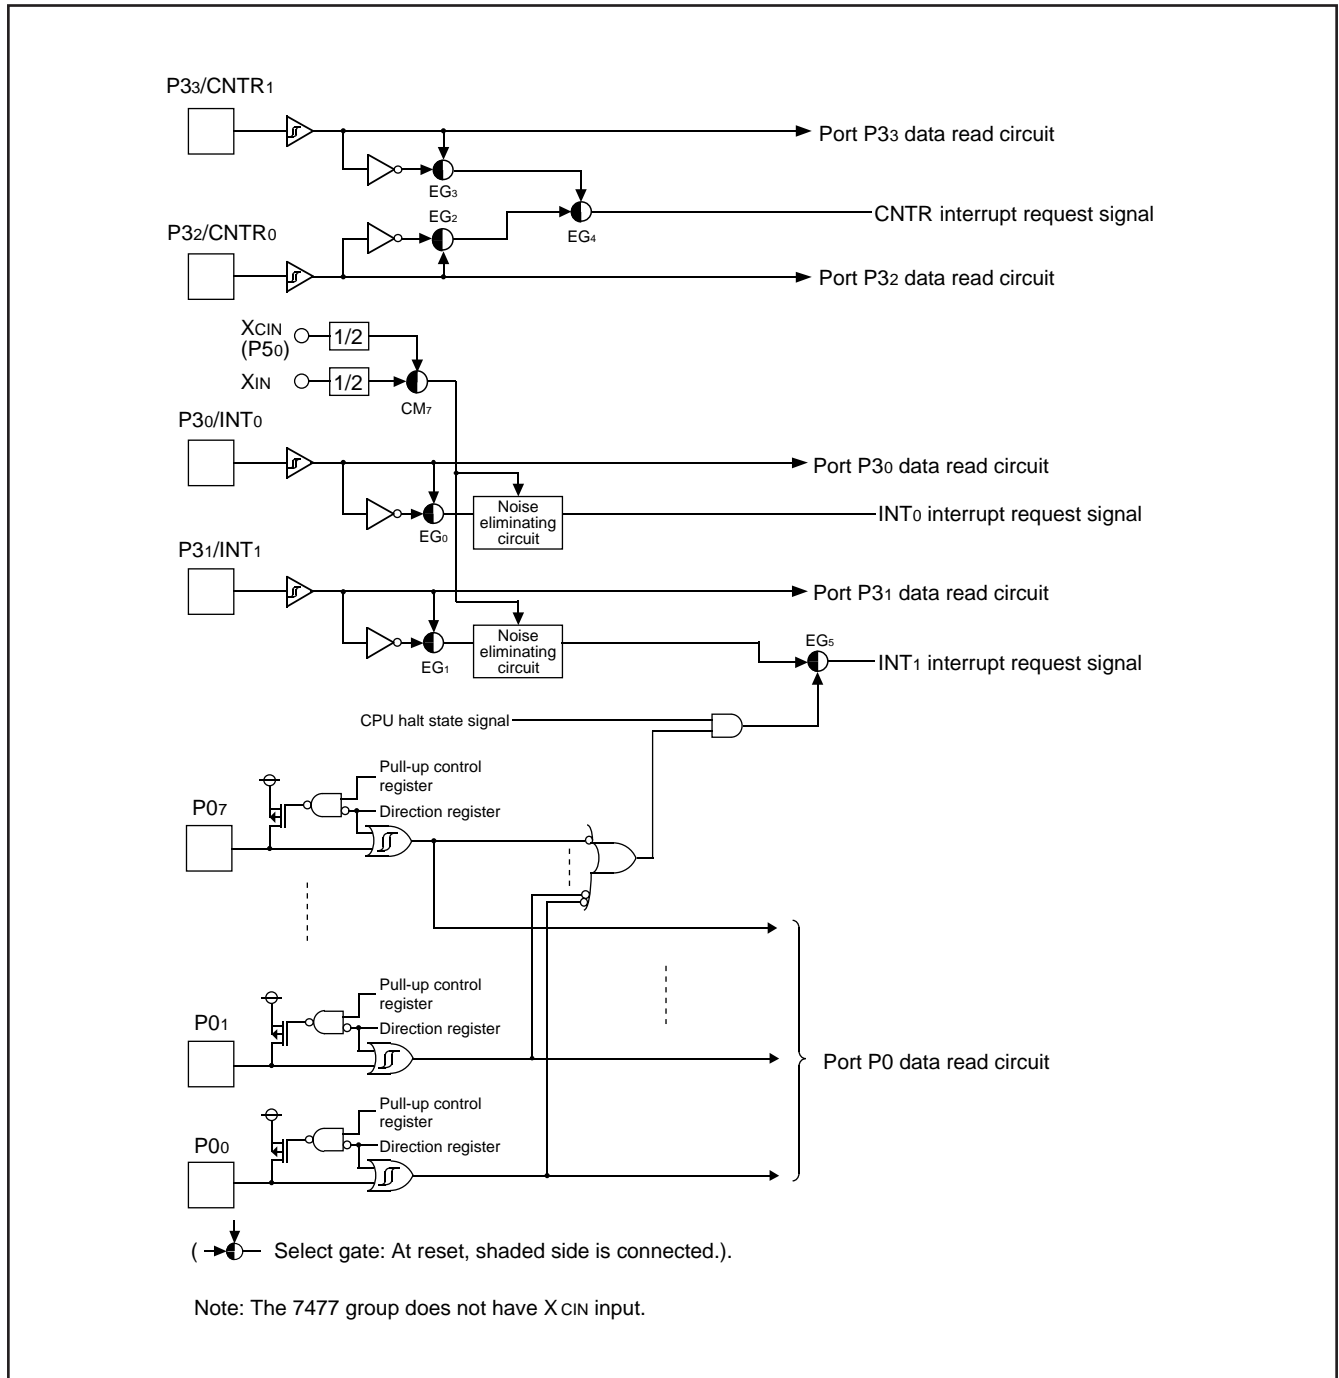 P33/CNTR1
Port P33 data read circuit
EG3
EG2
CNTR interrupt request signal
EG4
P32/CNTR0
Port P32 data read circuit
XCIN
(P50)
1/2
XIN
1/2
CM7
P30/INT0
Port P30 data read circuit
Noise
eliminating
circuit
INT0 interrupt request signal
EG0
P31/INT1
Port P31 data read circuit
Noise
eliminating
circuit
EG5
INT1 interrupt request signal
EG1
CPU halt state signal
Pull-up control
register
Direction register
P07
Pull-up control
register
Direction register
P01
Port P0 data read circuit
Pull-up control
register
Direction register
P00
( Select gate: At reset, shaded side is connected.).
Note: The 7477 group does not have XCIN input.